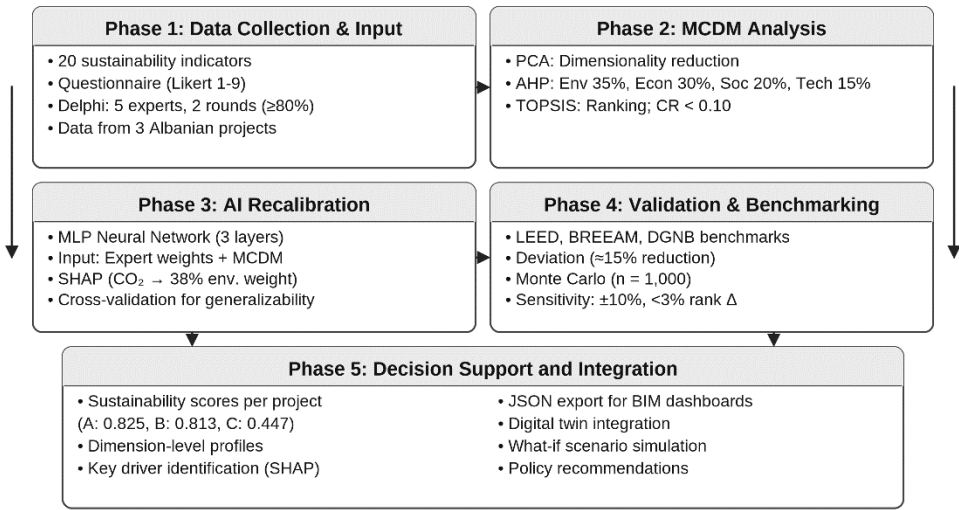 Phase 1: Data Collection & Input
• 20 sustainability indicators
• Questionnaire (Likert 1-9)
• Delphi: 5 experts, 2 rounds (≥80%)
• Data from 3 Albanian projects
Phase 2: MCDM Analysis
• PCA: Dimensionality reduction
• AHP: Env 35%, Econ 30%, Soc 20%, Tech 15%
• TOPSIS: Ranking; CR < 0.10
Phase 3: AI Recalibration
• MLP Neural Network (3 layers)
• Input: Expert weights + MCDM
• SHAP (CO₂ → 38% env. weight)
• Cross-validation for generalizability
Phase 4: Validation & Benchmarking
• LEED, BREEAM, DGNB benchmarks
• Deviation (≈15% reduction)
• Monte Carlo (n = 1,000)
• Sensitivity: ±10%, <3% rank Δ
Phase 5: Decision Support and Integration
• Sustainability scores per project
(A: 0.825, B: 0.813, C: 0.447)
• Dimension-level profiles
• Key driver identification (SHAP)
• JSON export for BIM dashboards
• Digital twin integration
• What-if scenario simulation
• Policy recommendations